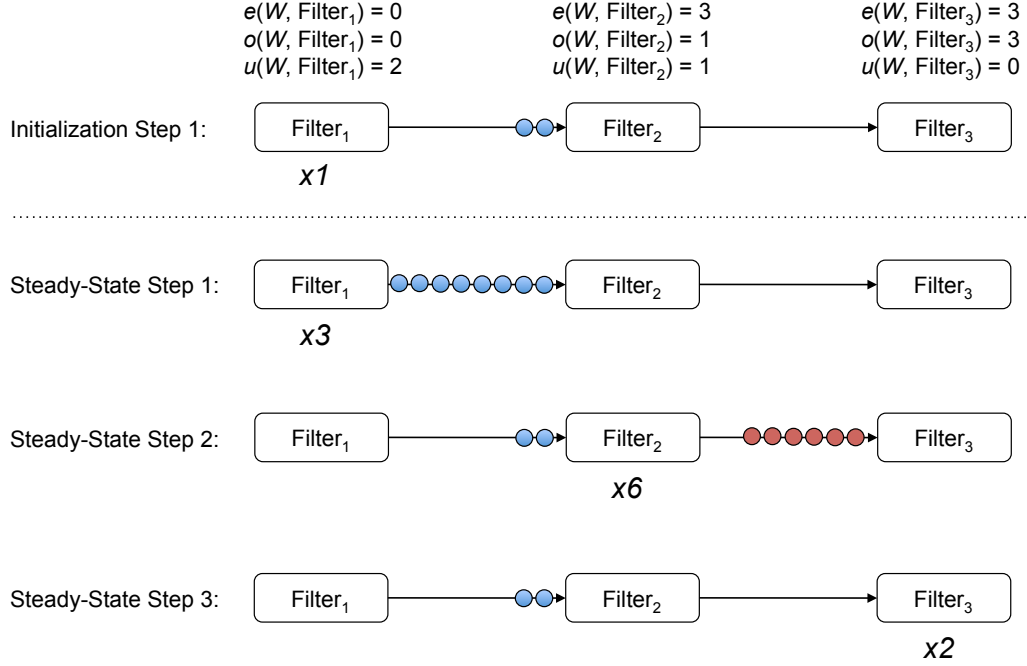 e(W, Filter₁) = 0 e(W, Filter₂) = 3 e(W, Filter₃) = 3
o(W, Filter₁) = 0 o(W, Filter₂) = 1 o(W, Filter₃) = 3
u(W, Filter₁) = 2 u(W, Filter₂) = 1 u(W, Filter₃) = 0
Initialization Step 1: Filter₁ Filter₂ Filter₃
x1
Steady-State Step 1: Filter₁ Filter₂ Filter₃
x3
Steady-State Step 2: Filter₁ Filter₂ Filter₃
x6
Steady-State Step 3: Filter₁ Filter₂ Filter₃
x2